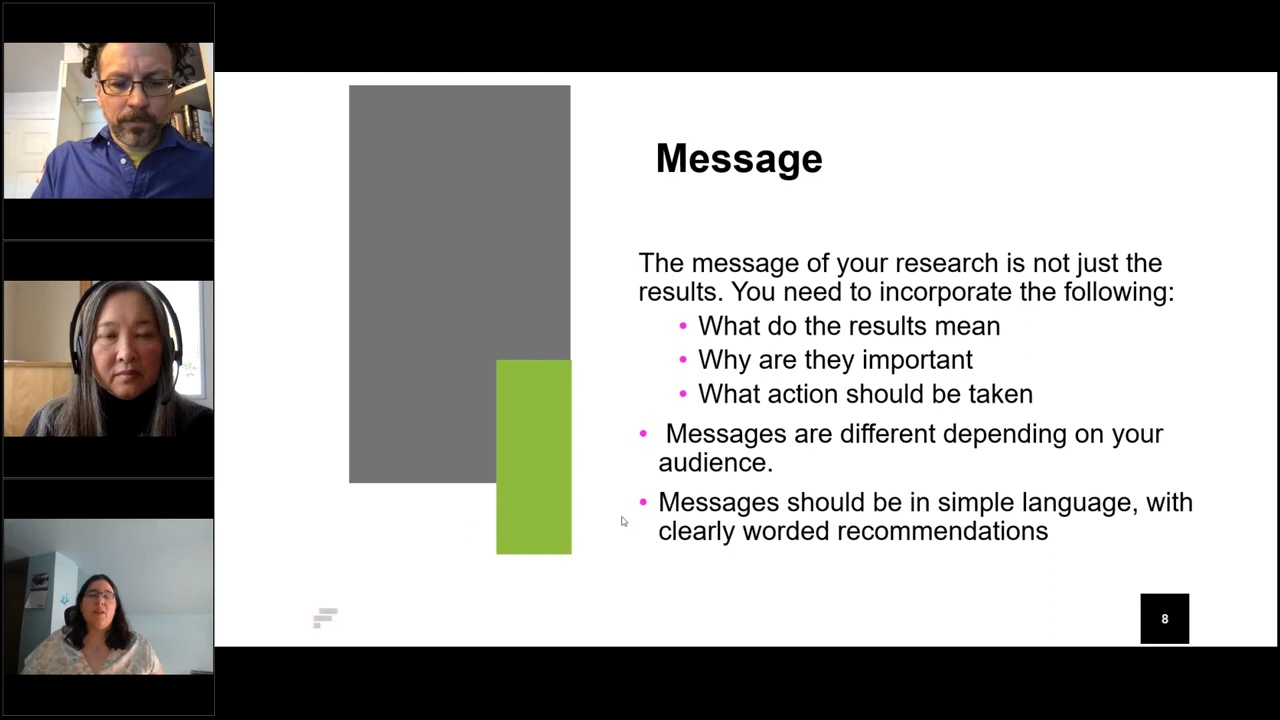 Message
The message of your research is not just the
results. You need to incorporate the following:
• What do the results mean
• Why are they important
• What action should be taken
• Messages are different depending on your
audience.
• Messages should be in simple language, with
clearly worded recommendations
8